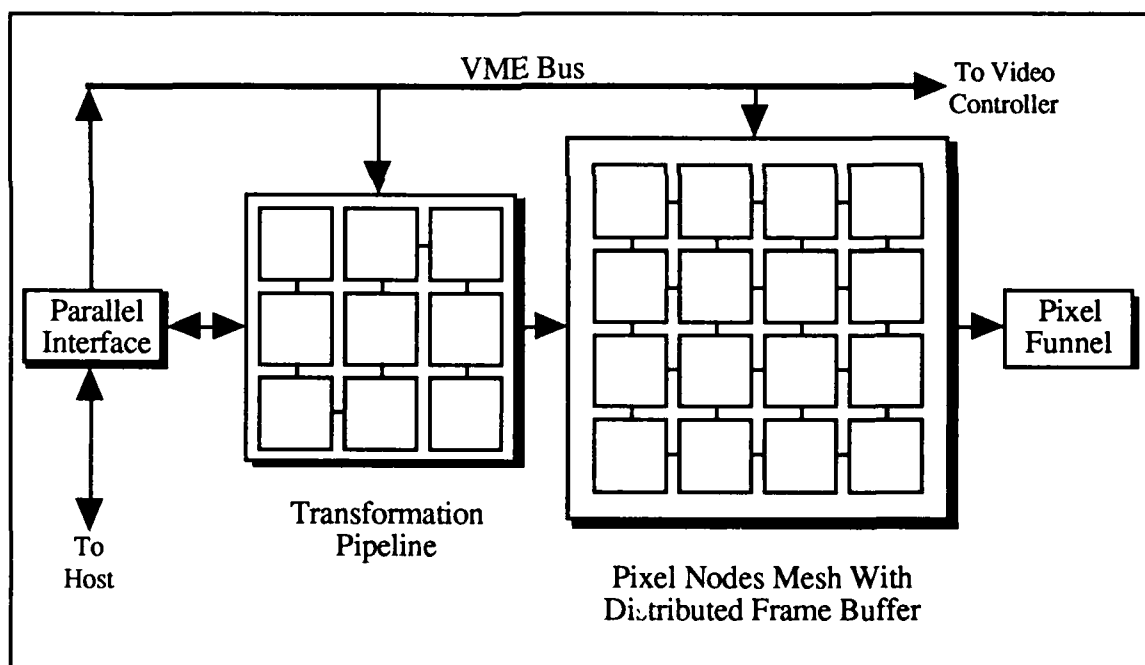 VME Bus
To Video
Controller
Parallel
Interface
Pixel
Funnel
To
Host
Transformation
Pipeline
Pixel Nodes Mesh With
Distributed Frame Buffer